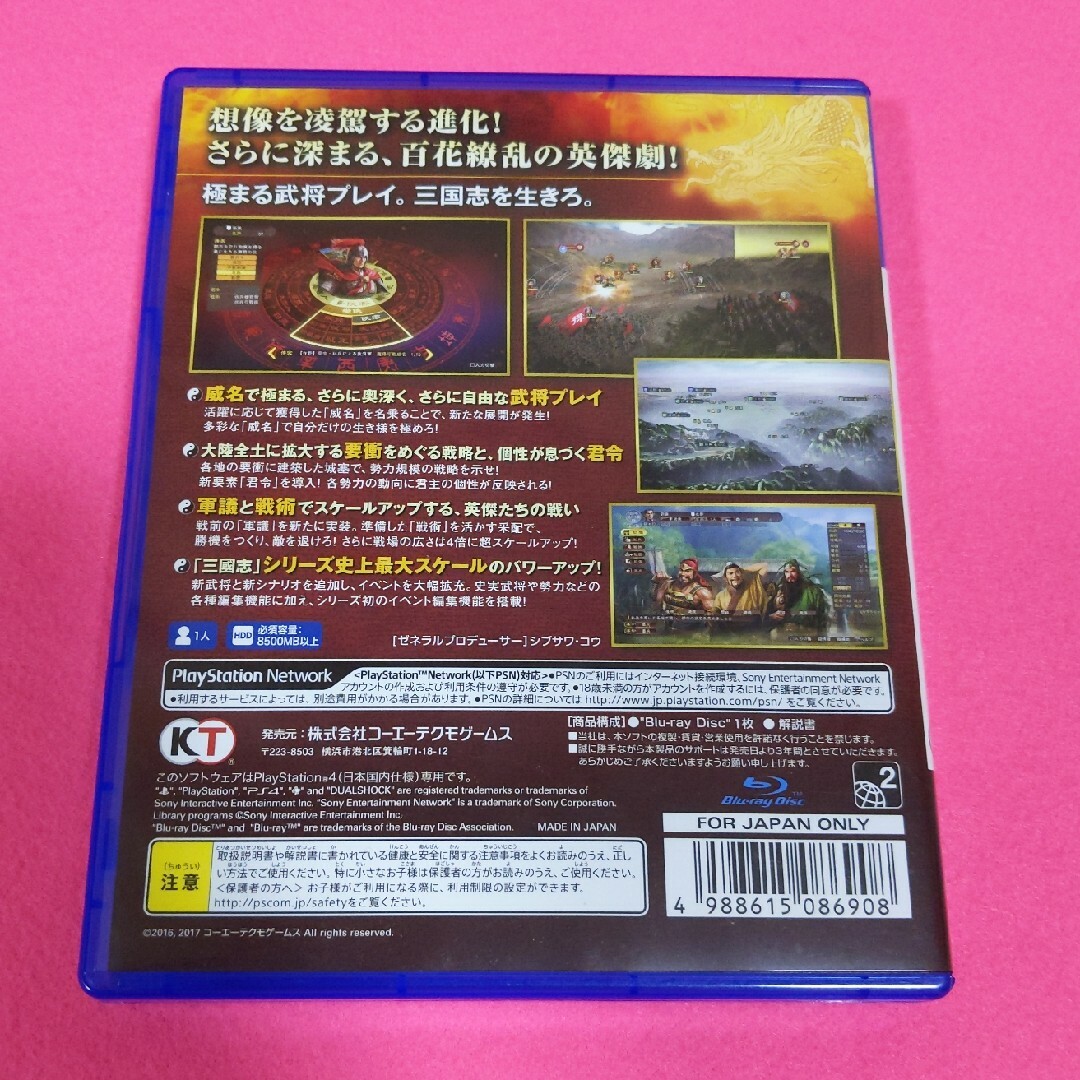 想像を凌駕する進化!
さらに深まる、百花繚乱の英傑劇!
極まる武将プレイ。三国志を生きろ。
威名で極まる、さらに奥深く、さらに自由な武将プレイ
活躍に応じて獲得した「威名」を名乗ることで、新たな展開が発生!
多彩な「威名」で自分だけの生き様を極めろ!
大陸全土に拡大する要衝をめぐる戦略と、個性が息づく君令
各地の要衝に建築した城塞で、勢力規模の戦略を示せ!
新要素「君令」を導入! 各勢力の動向に君主の個性が反映される!
軍議と戦術でスケールアップする、英傑たちの戦い
戦前の「軍議」を新たに実装。準備した「戦術」を活かす采配で、
勝機をつくり、敵を退けろ! さらに戦場の広さは4倍に超スケールアップ!
「三國志」シリーズ史上最大スケールのパワーアップ!
新武将と新シナリオを追加し、イベントを大幅拡充。史実武将や勢力などの
各種編集機能に加え、シリーズ初のイベント編集機能を搭載!
1人
HDD 必須容量:
8500MB以上
[ゼネラルプロデューサー] シブサワ・コウ
PlayStation Network
<PlayStation™Network(以下PSN)対応>●PSNのご利用にはインターネット接続環境、Sony Entertainment Network
アカウントの作成および利用条件の遵守が必要です。●18歳未満の方がアカウントを作成するには、保護者の同意が必要です。
●利用するサービスによっては、別途費用がかかる場合があります。●PSNの詳細については http://www.jp.playstation.com/psn/ をご覧ください。
KT
発売元:株式会社コーエーテクモゲームス
〒223-8503 横浜市港北区箕輪町1-18-12
[商品構成]●"Blu-ray Disc" 1枚 ● 解説書
■当社は、本ソフトの複製・賃貸・営業使用を許諾なく行うことを禁じます。
■誠に勝手ながら本製品のサポートは発売日より3年間とさせていただきます。
あらかじめご了承くださいますようお願い申し上げます。
このソフトウェアはPlayStation®4(日本国内仕様)専用です。
"PlayStation", "PS4", and "DUALSHOCK" are registered trademarks or trademarks of
Sony Interactive Entertainment Inc. "Sony Entertainment Network" is a trademark of Sony Corporation.
Library programs ©Sony Interactive Entertainment Inc.
"Blu-ray Disc™" and "Blu-ray™" are trademarks of the Blu-ray Disc Association.
MADE IN JAPAN
Blu-ray Disc™
2
FOR JAPAN ONLY
(ちゅうい)
注意
取扱説明書や解説書に書かれている健康と安全に関する注意事項をよくお読みのうえ、正し
い方法でご使用ください。特に小さなお子様は保護者の方がお読みのうえ、ご使用ください。
<保護者の方へ> お子様がご利用になる際に、利用制限の設定ができます。
http://pscom.jp/safetyをご覧ください。
4 988615 086908
©2016, 2017 コーエーテクモゲームス All rights reserved.